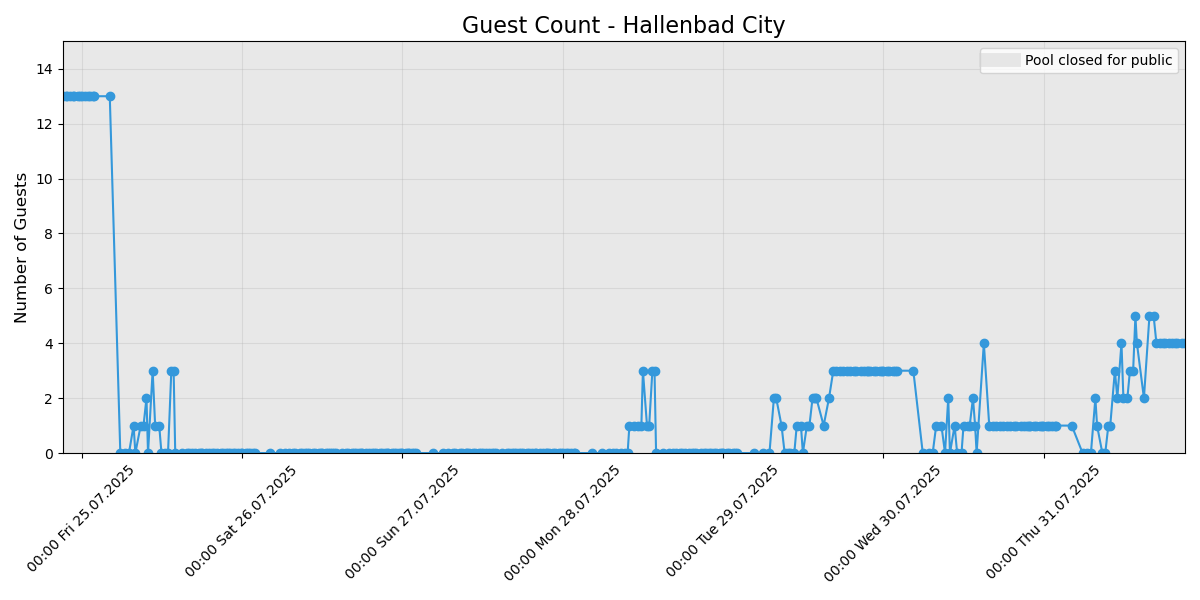 Guest Count - Hallenbad City
Pool closed for public
Number of Guests
14
12
10
8
6
4
2
0
00:00 Fri 25.07.2025
00:00 Sat 26.07.2025
00:00 Sun 27.07.2025
00:00 Mon 28.07.2025
00:00 Tue 29.07.2025
00:00 Wed 30.07.2025
00:00 Thu 31.07.2025